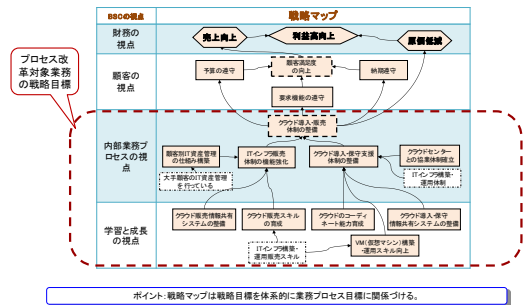 BSCの視点
戦略マップ
財務の
視点
売上向上
利益高向上
原価低減
プロセス改
革対象業務
の戦略目標
顧客の
視点
予算の遵守
顧客満足度
の向上
納期遵守
要求機能の遵守
クラウド導入・販売
体制の整備
内部業務プ
ロセスの視
点
顧客別IT資産管理
の仕組み構築
ITインフラ販売
体制の機能強化
クラウド導入・保守支援
体制の整備
クラウドセンター
との協業体制確立
大手顧客のIT資産管理
を行っている
ITインフラ構築・
運用体制
学習と成長
の視点
クラウド販売情報共有
システムの整備
クラウド販売スキル
の育成
クラウドのコーディ
ネート能力育成
クラウド導入・保守
情報共有システムの整備
ITインフラ構築・
運用販売スキル
VM(仮想マシン)構築
・運用スキル向上
ポイント：戦略マップは戦略目標を体系的に業務プロセス目標に関係づける。